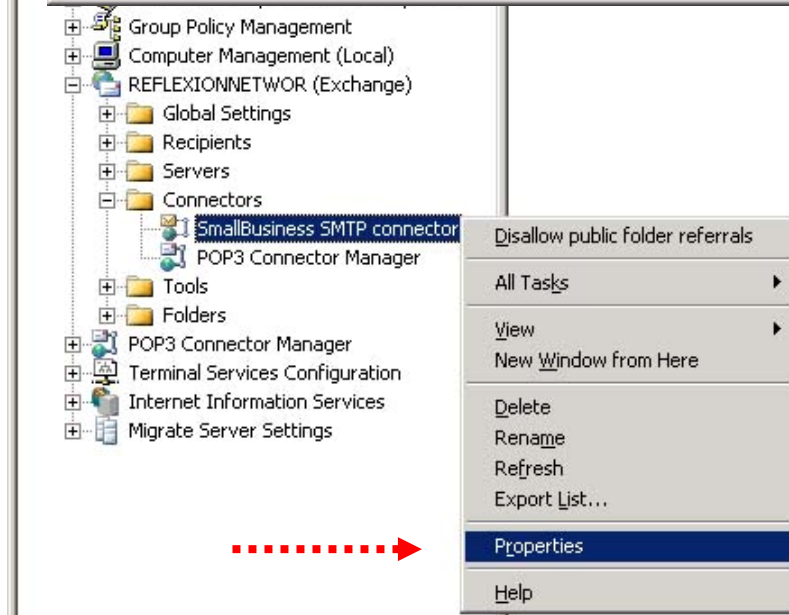 Group Policy Management
Computer Management (Local)
REFLEXIONNETWOR (Exchange)
Global Settings
Recipients
Servers
Connectors
SmallBusiness SMTP connector
POP3 Connector Manager
Tools
Folders
POP3 Connector Manager
Terminal Services Configuration
Internet Information Services
Migrate Server Settings
Disallow public folder referrals
All Tasks
View
New Window from Here
Delete
Rename
Refresh
Export List...
Properties
Help